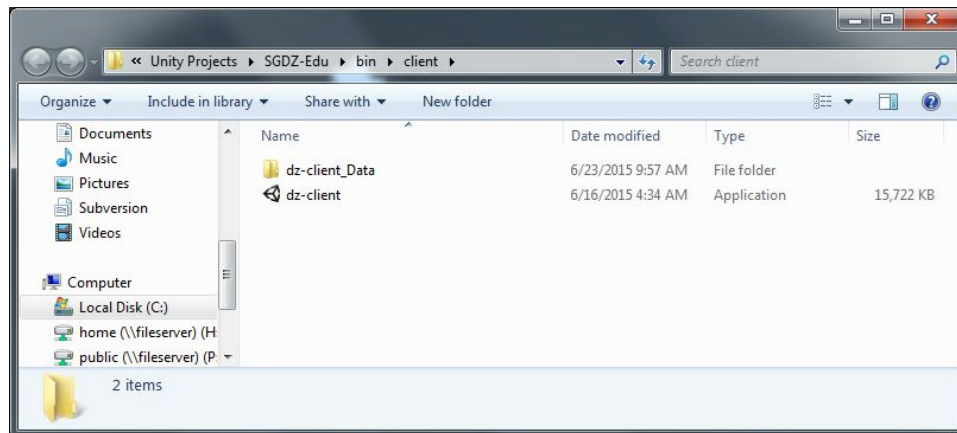 « Unity Projects ▸ SGDZ-Edu ▸ bin ▸ client ▸
Search client
Organize ▾ Include in library ▾ Share with ▾ New folder
Documents
Music
Pictures
Subversion
Videos
Computer
Local Disk (C:)
home (\\fileserver) (H:
public (\\fileserver) (P:
Name Date modified Type Size
dz-client_Data 6/23/2015 9:57 AM File folder
dz-client 6/16/2015 4:34 AM Application 15,722 KB
2 items